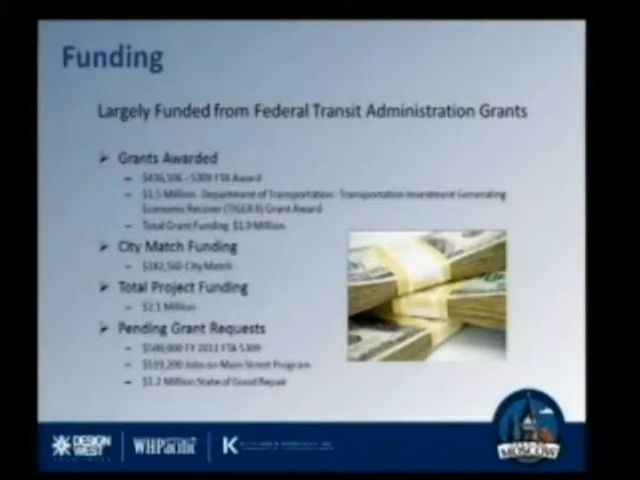 Funding
Largely Funded from Federal Transit Administration Grants
Grants Awarded
5309 FTA Award
$1.5 Million - Department of Transportation - Transportation Investment Generating
Economic Recover (TIGER II) Grant Award
Total Grant Funding $1.9 Million
City Match Funding
$182,560 City Match
Total Project Funding
$2.1 Million
Pending Grant Requests
$500,000 FY 2011 FTA 5309
$519,200 Jobs on Main Street Program
$1.2 Million State of Good Repair
DESIGN
WEST
WHPacific
K
MOSCOW